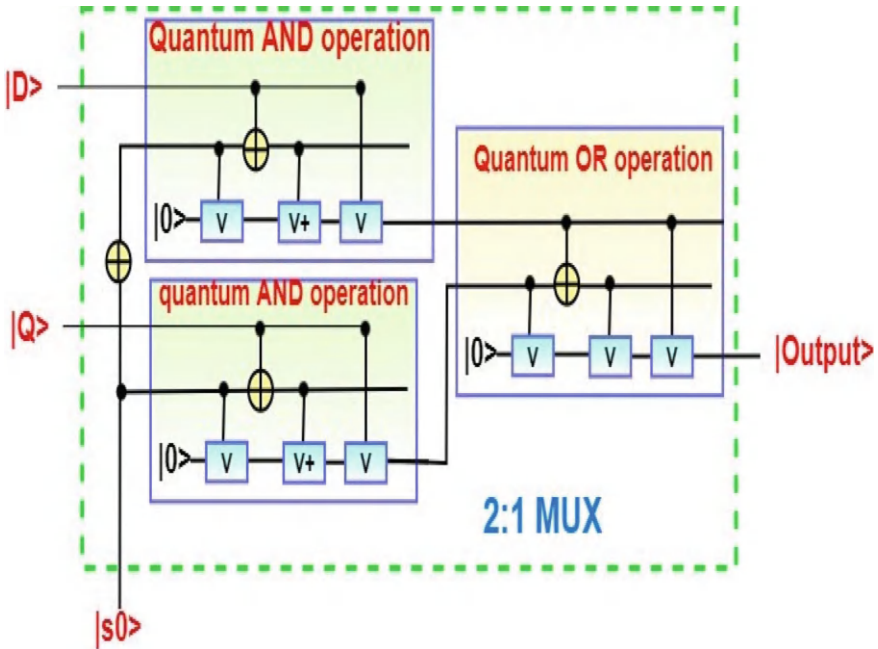 Quantum AND operation
|D>
|0>
V
V+
V
Quantum OR operation
|0>
V
V
V
|Output>
quantum AND operation
|Q>
|0>
V
V+
V
2:1 MUX
|s0>